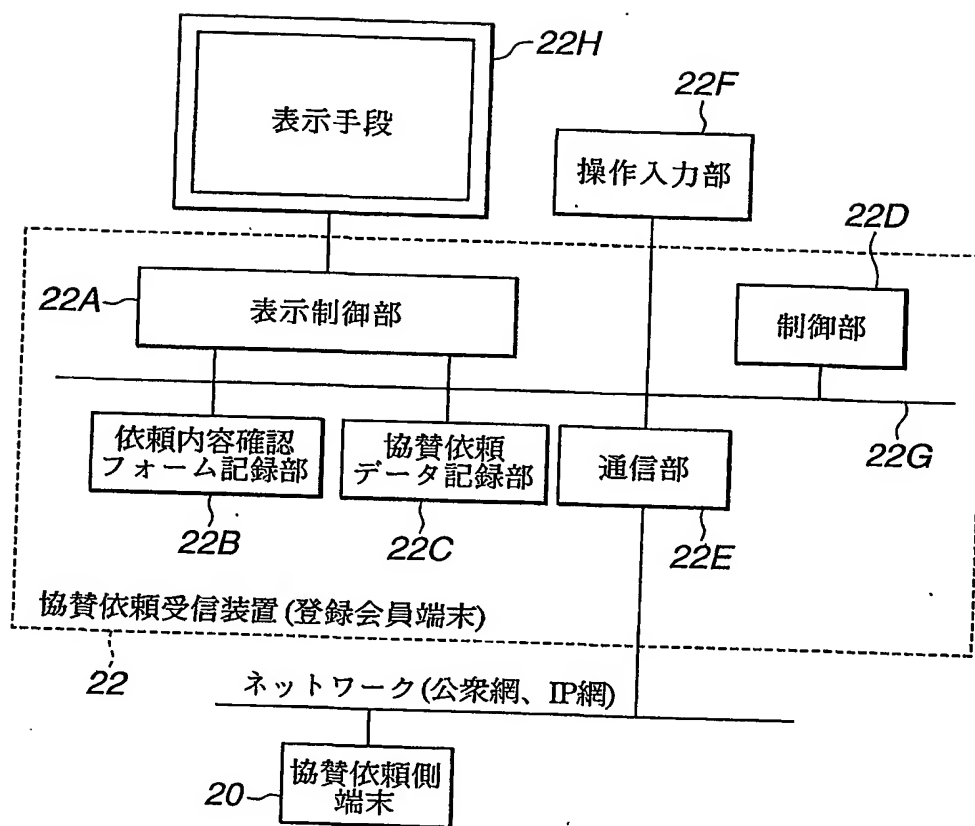 22H
表示手段
22F
操作入力部
22D
22A
表示制御部
制御部
依頼内容確認
フォーム記録部
協賛依頼
データ記録部
通信部
22G
22B
22C
22E
協賛依頼受信装置(登録会員端末)
22
ネットワーク(公衆網、IP網)
協賛依頼側
端末
20